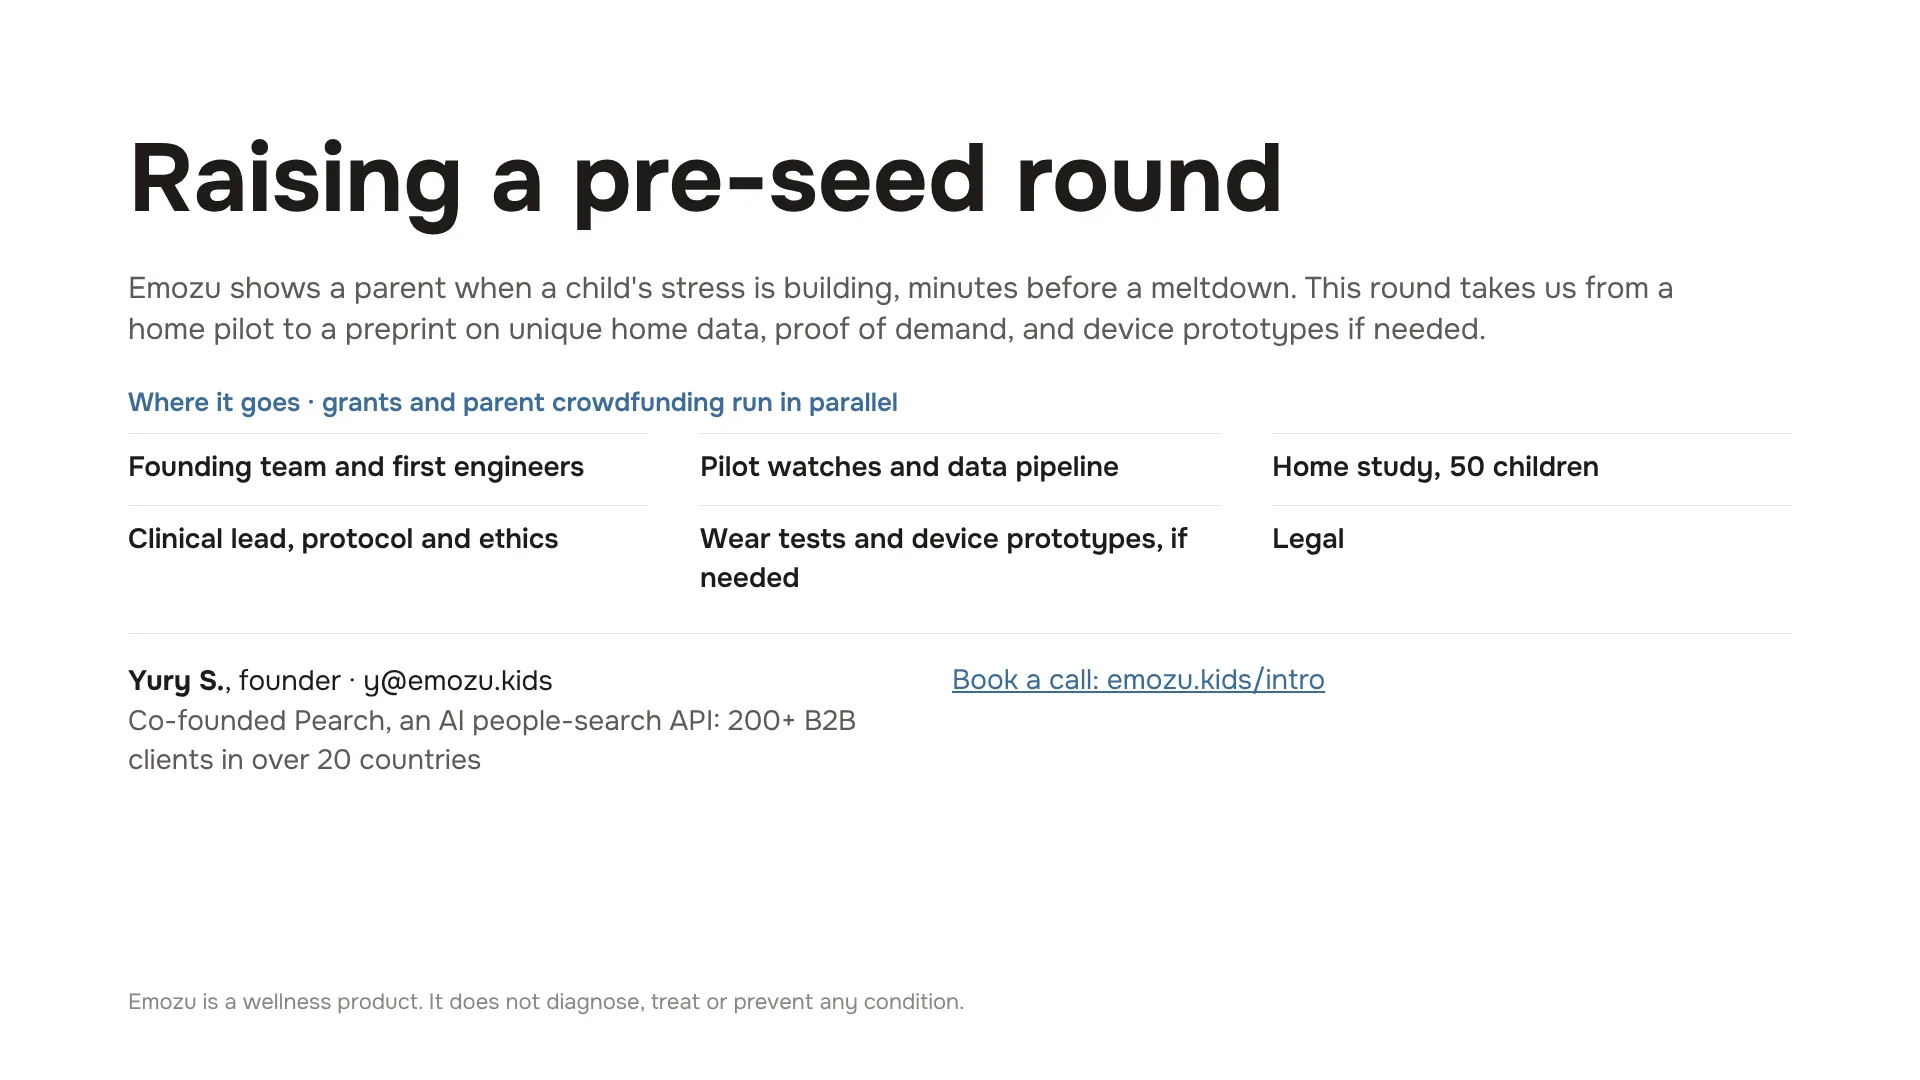 Raising a pre-seed round
Emozu shows a parent when a child's stress is building, minutes before a meltdown. This round takes us from a
home pilot to a preprint on unique home data, proof of demand, and device prototypes if needed.
Where it goes · grants and parent crowdfunding run in parallel
Founding team and first engineers
Pilot watches and data pipeline
Home study, 50 children
Clinical lead, protocol and ethics
Wear tests and device prototypes, if
needed
Legal
Yury S., founder · y@emozu.kids
Co-founded Pearch, an AI people-search API: 200+ B2B
clients in over 20 countries
Book a call: emozu.kids/intro
Emozu is a wellness product. It does not diagnose, treat or prevent any condition.